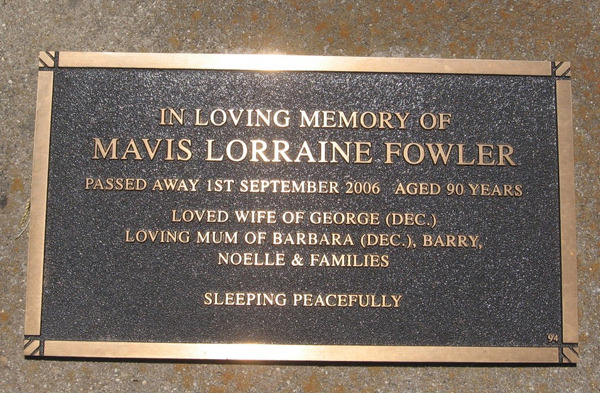 IN LOVING MEMORY OF
MAVIS LORRAINE FOWLER
PASSED AWAY 1ST SEPTEMBER 2006 AGED 90 YEARS
LOVED WIFE OF GEORGE (DEC.)
LOVING MUM OF BARBARA (DEC.), BARRY,
NOELLE & FAMILIES
SLEEPING PEACEFULLY
94